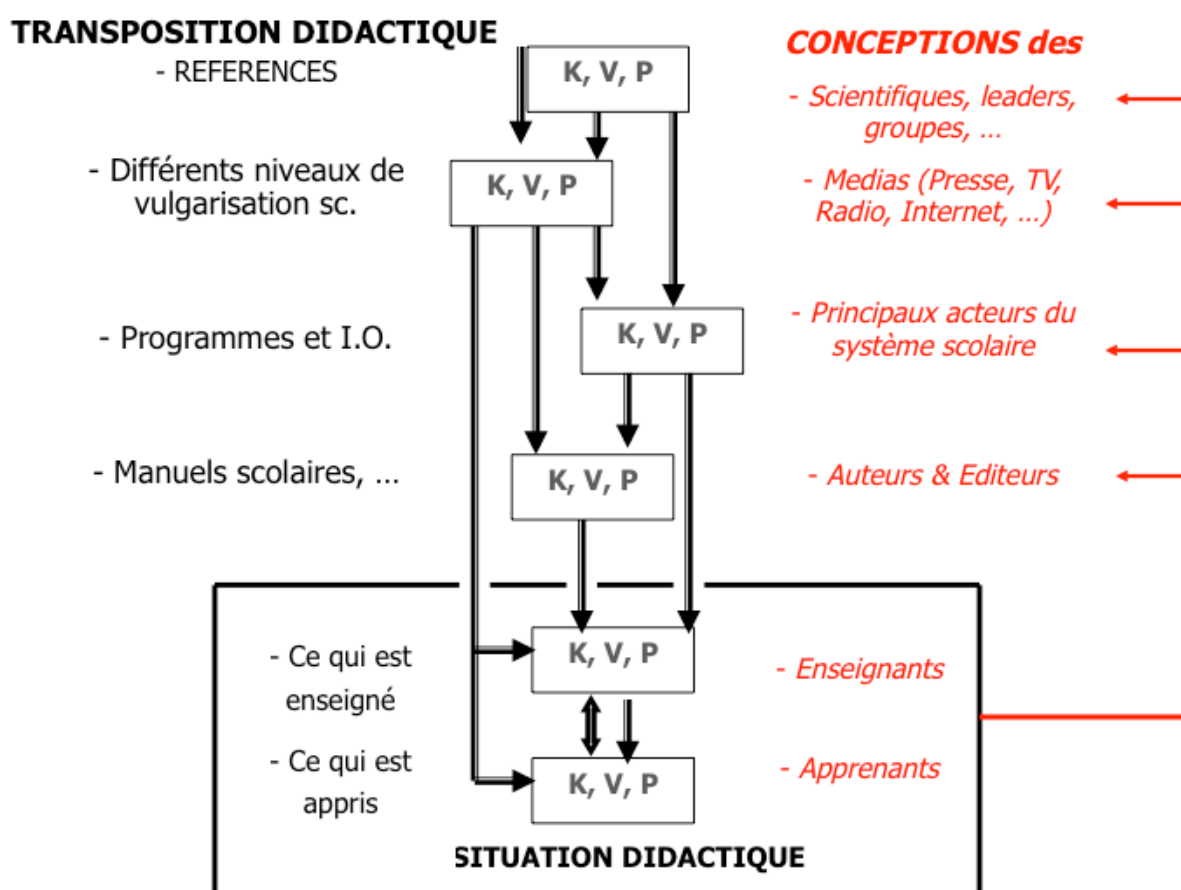 TRANSPOSITION DIDACTIQUE
- REFERENCES
K, V, P
CONCEPTIONS des
- Scientifiques, leaders,
groupes, ...
- Différents niveaux de
vulgarisation sc.
K, V, P
- Medias (Presse, TV,
Radio, Internet, ...)
- Programmes et I.O.
K, V, P
- Principaux acteurs du
système scolaire
- Manuels scolaires, ...
K, V, P
- Auteurs & Editeurs
- Ce qui est
enseigné
K, V, P
- Enseignants
- Ce qui est
appris
K, V, P
- Apprenants
SITUATION DIDACTIQUE